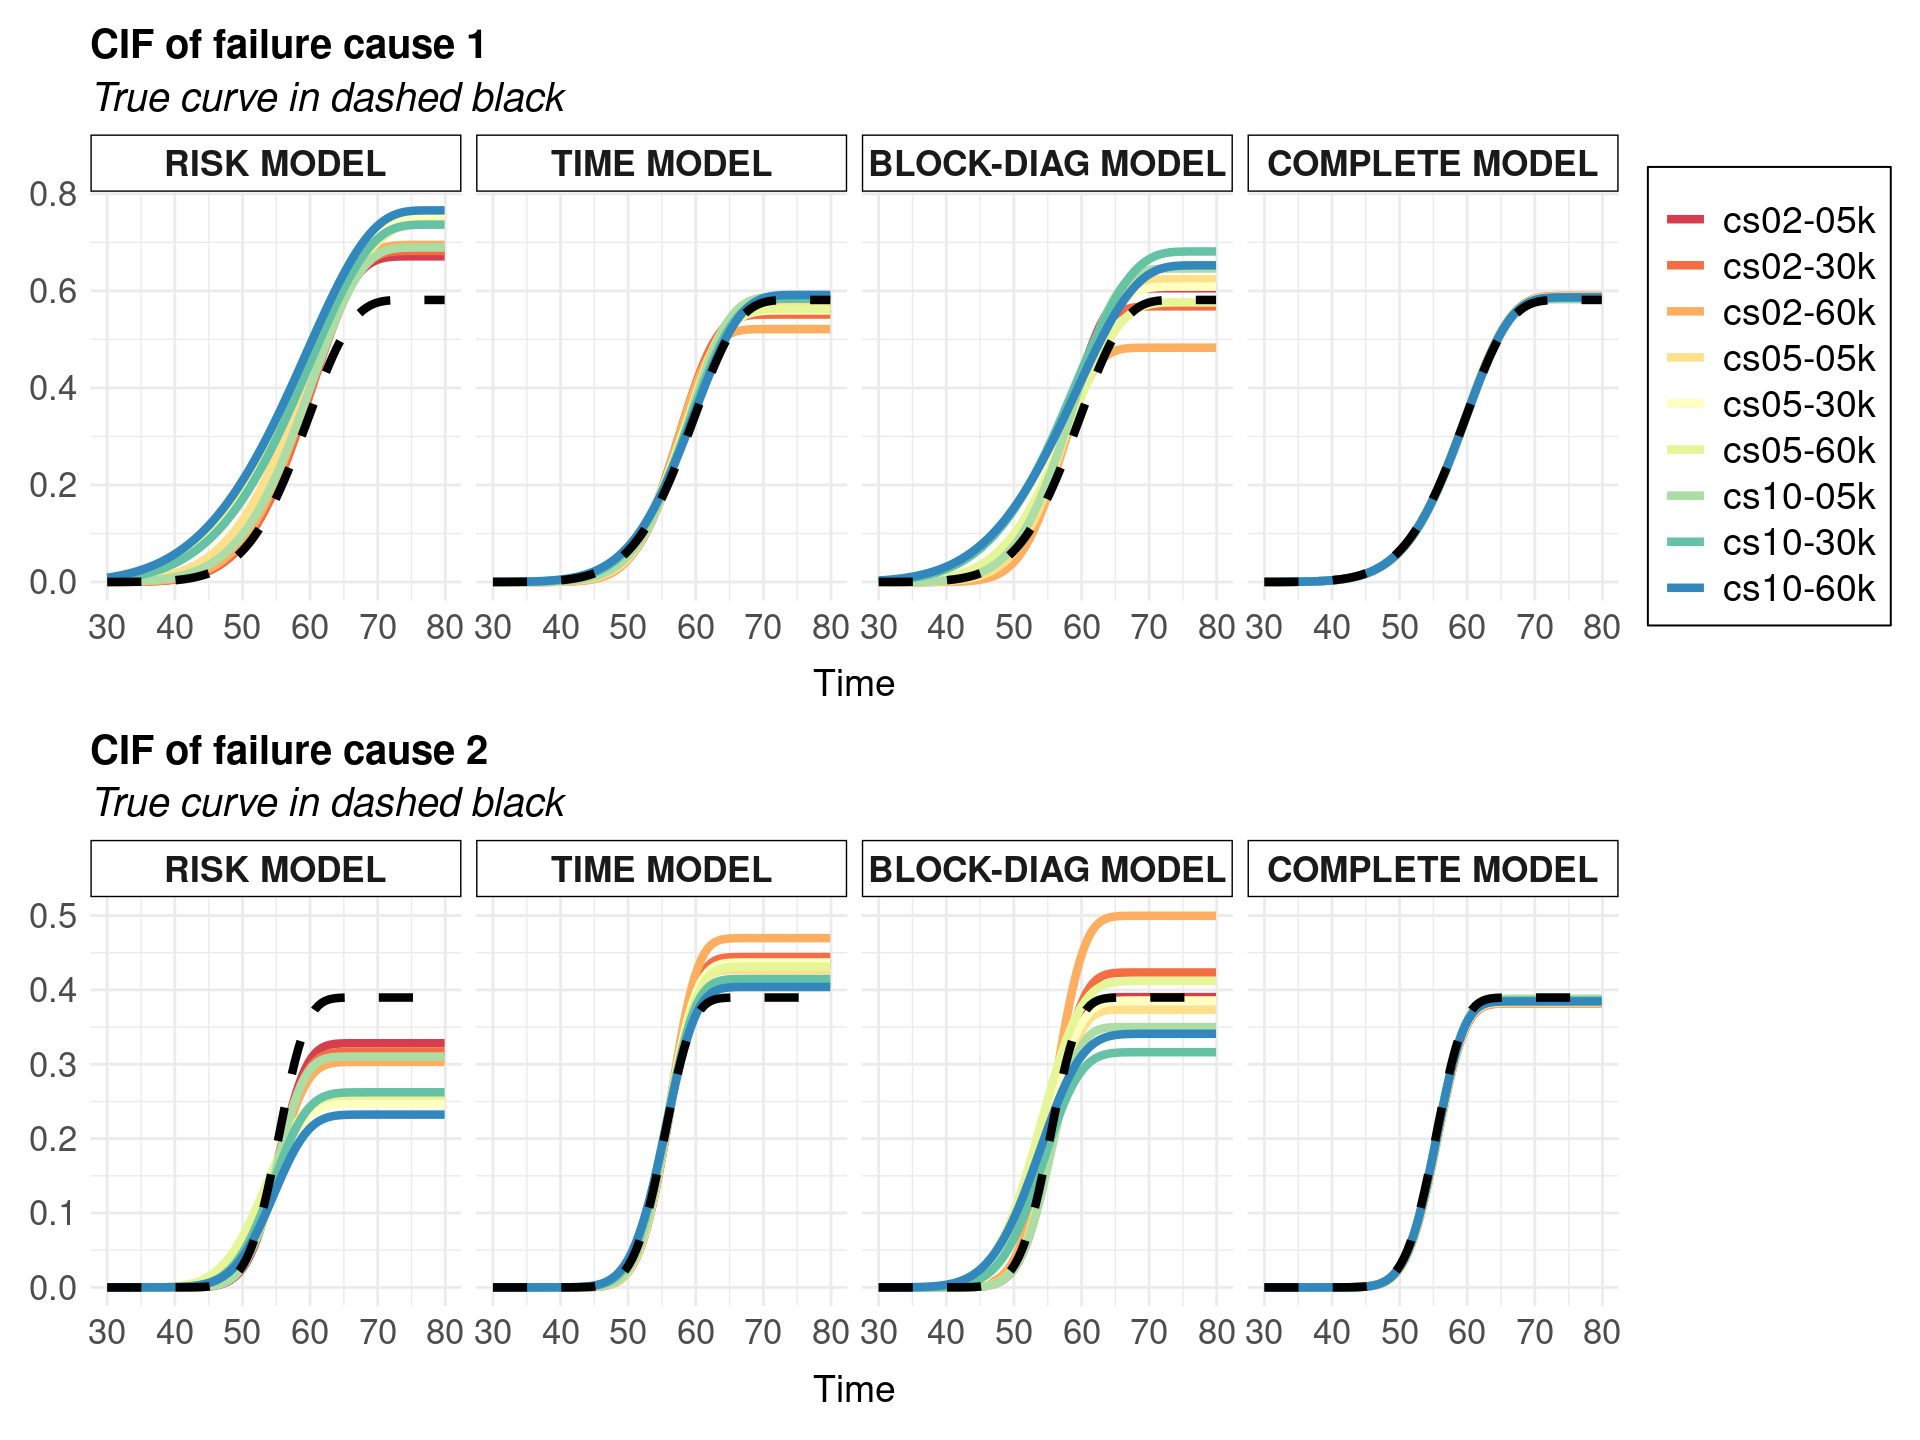 CIF of failure cause 1
True curve in dashed black
RISK MODEL TIME MODEL BLOCK-DIAG MODEL COMPLETE MODEL
0.8
0.6
0.4
0.2
0.0
30 40 50 60 70 80 30 40 50 60 70 80 30 40 50 60 70 80 30 40 50 60 70 80
Time
cs02-05k
cs02-30k
cs02-60k
cs05-05k
cs05-30k
cs05-60k
cs10-05k
cs10-30k
cs10-60k
CIF of failure cause 2
True curve in dashed black
RISK MODEL TIME MODEL BLOCK-DIAG MODEL COMPLETE MODEL
0.5
0.4
0.3
0.2
0.1
0.0
30 40 50 60 70 80 30 40 50 60 70 80 30 40 50 60 70 80 30 40 50 60 70 80
Time